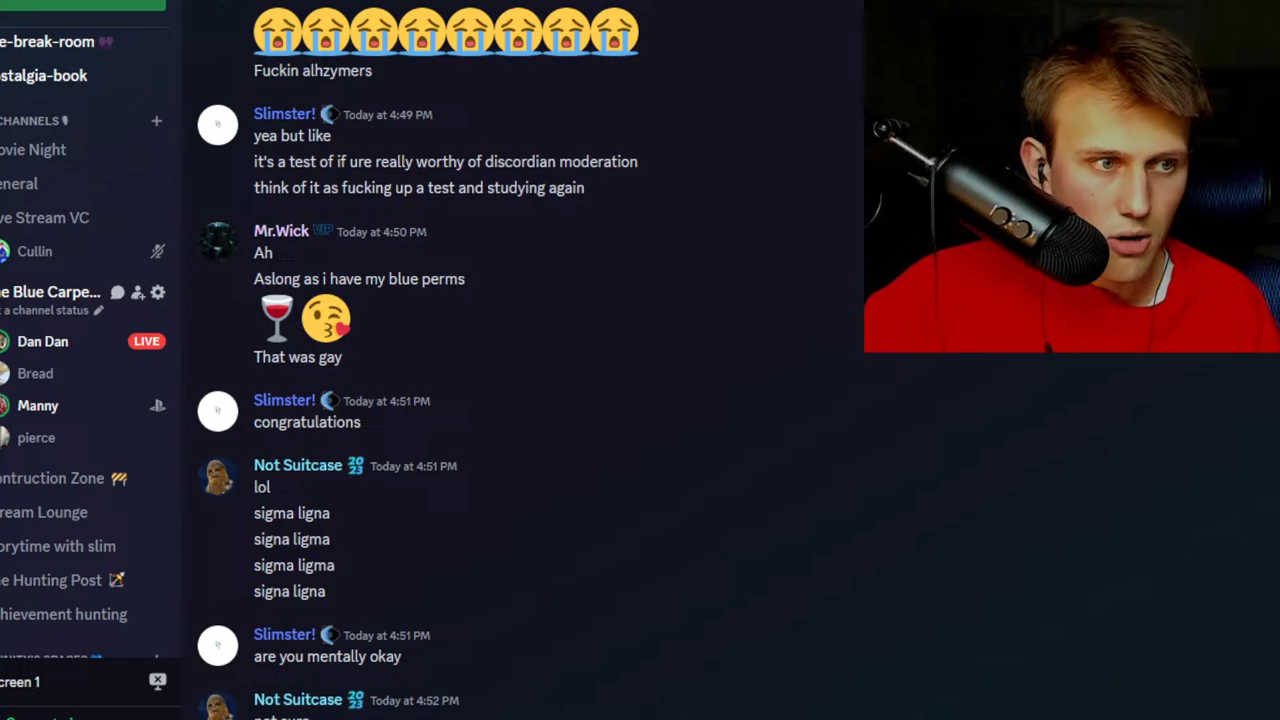 e-break-room
ostalgia-book
CHANNELS
ovie Night
eneral
ve Stream VC
Cullin
e Blue Carpe...
t a channel status
Dan Dan
LIVE
Bread
Manny
pierce
ontruction Zone
ream Lounge
orytime with slim
e Hunting Post
hievement hunting
creen 1
Fuckin alhzymers
Slimster! Today at 4:49 PM
yea but like
it's a test of if ure really worthy of discordian moderation
think of it as fucking up a test and studying again
Mr.Wick VIP Today at 4:50 PM
Ah
Aslong as i have my blue perms
That was gay
Slimster! Today at 4:51 PM
congratulations
Not Suitcase 2023 Today at 4:51 PM
lol
sigma ligna
signa ligma
sigma ligma
signa ligna
Slimster! Today at 4:51 PM
are you mentally okay
Not Suitcase 2023 Today at 4:52 PM